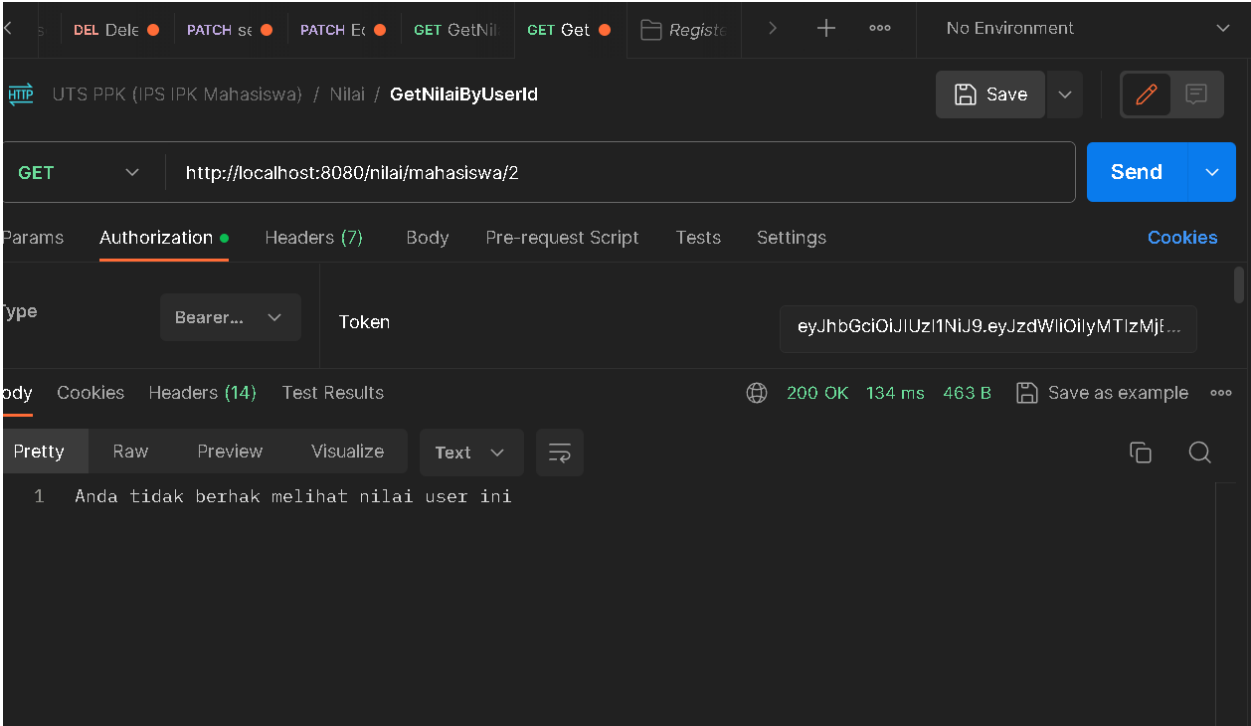 s DEL Dele PATCH se PATCH Ec GET GetNil GET Get Registe No Environment
HTTP UTS PPK (IPS IPK Mahasiswa) / Nilai / GetNilaiByUserId Save
GET http://localhost:8080/nilai/mahasiswa/2 Send
Params Authorization Headers (7) Body Pre-request Script Tests Settings Cookies
Type Bearer... Token
ody Cookies Headers (14) Test Results 200 OK 134 ms 463 B Save as example
Pretty Raw Preview Visualize Text
1 Anda tidak berhak melihat nilai user ini